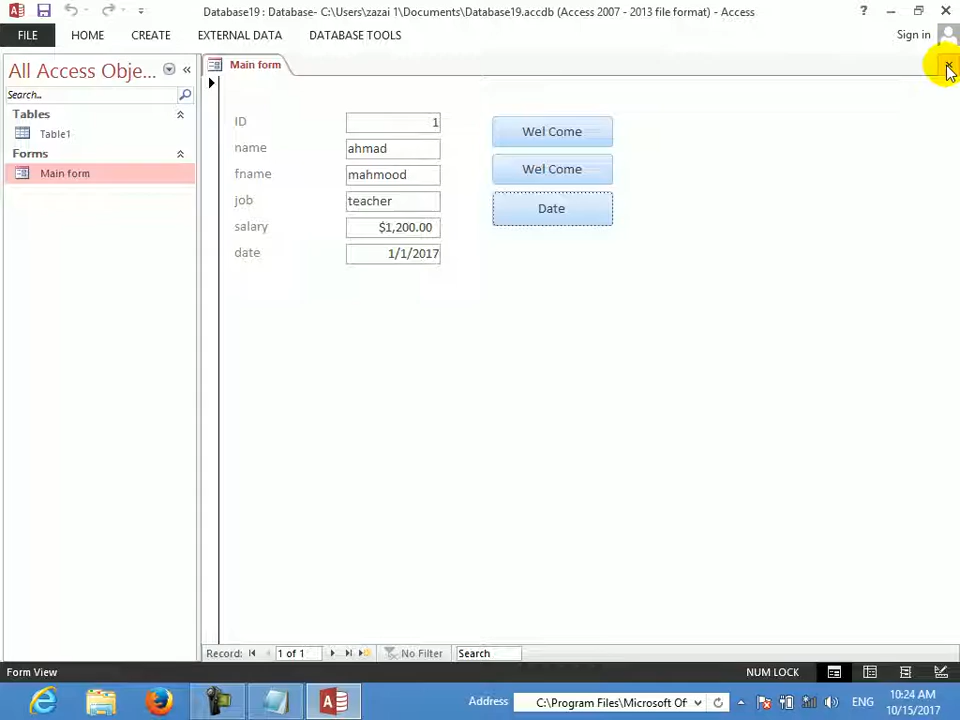 Database19 : Database- C:\Users\zazai 1\Documents\Database19.accdb (Access 2007 - 2013 file format) - Access
FILE HOME CREATE EXTERNAL DATA DATABASE TOOLS Sign in
All Access Obje... Main form
Search...
Tables
Table1
Forms
Main form
ID 1 Wel Come
name ahmad
fname mahmood Wel Come
job teacher Date
salary $1,200.00
date 1/1/2017
Record: 1 of 1 No Filter Search
Form View NUM LOCK
Address C:\Program Files\Microsoft Of ENG 10:24 AM
10/15/2017